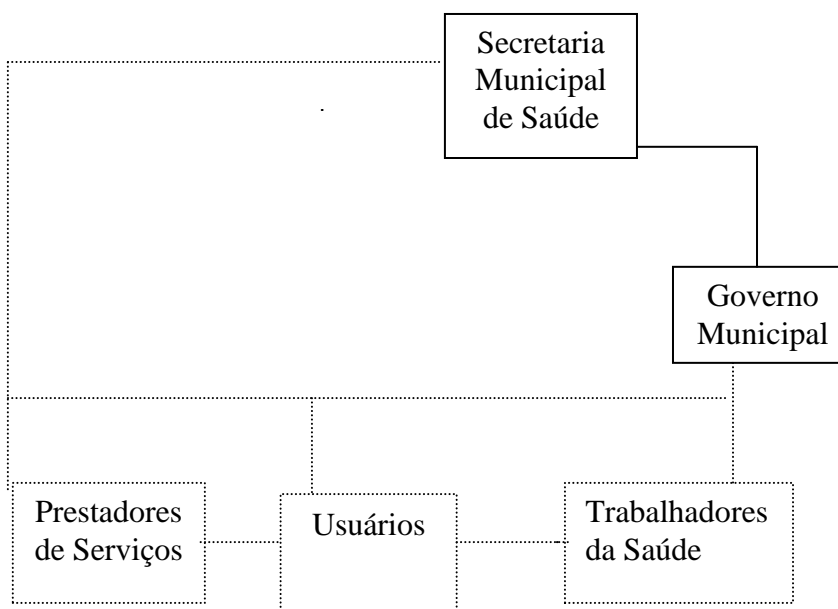 Secretaria
Municipal
de Saúde
Governo
Municipal
Prestadores
de Serviços
Usuários
Trabalhadores
da Saúde